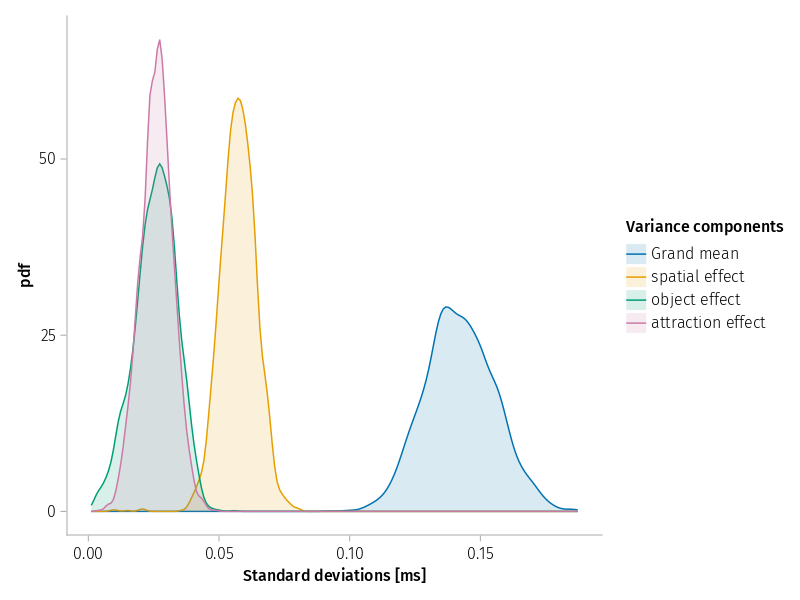 50
25
0
pdf
0.00 0.05 0.10 0.15
Standard deviations [ms]
Variance components
Grand mean
spatial effect
object effect
attraction effect